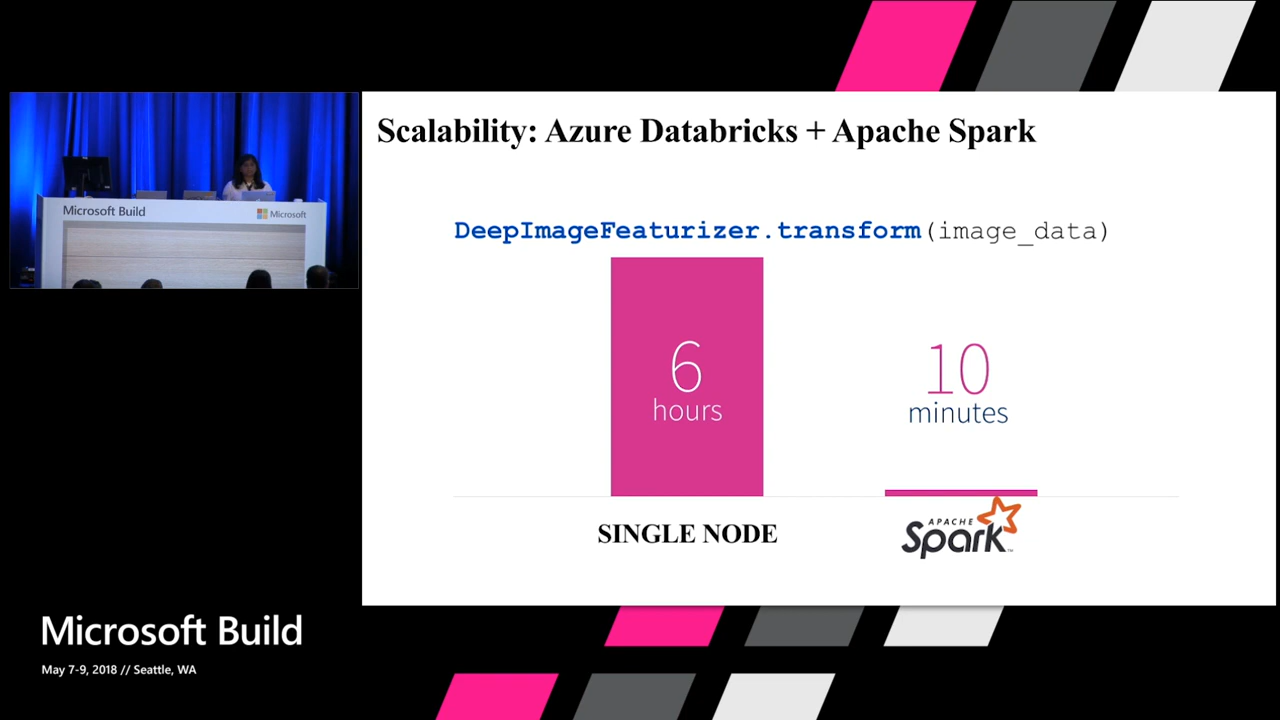 Scalability: Azure Databricks + Apache Spark
DeepImageFeaturizer.transform(image_data)
6
hours
10
minutes
SINGLE NODE
APACHE
Spark™
Microsoft Build
Microsoft
Microsoft Build
May 7-9, 2018 // Seattle, WA